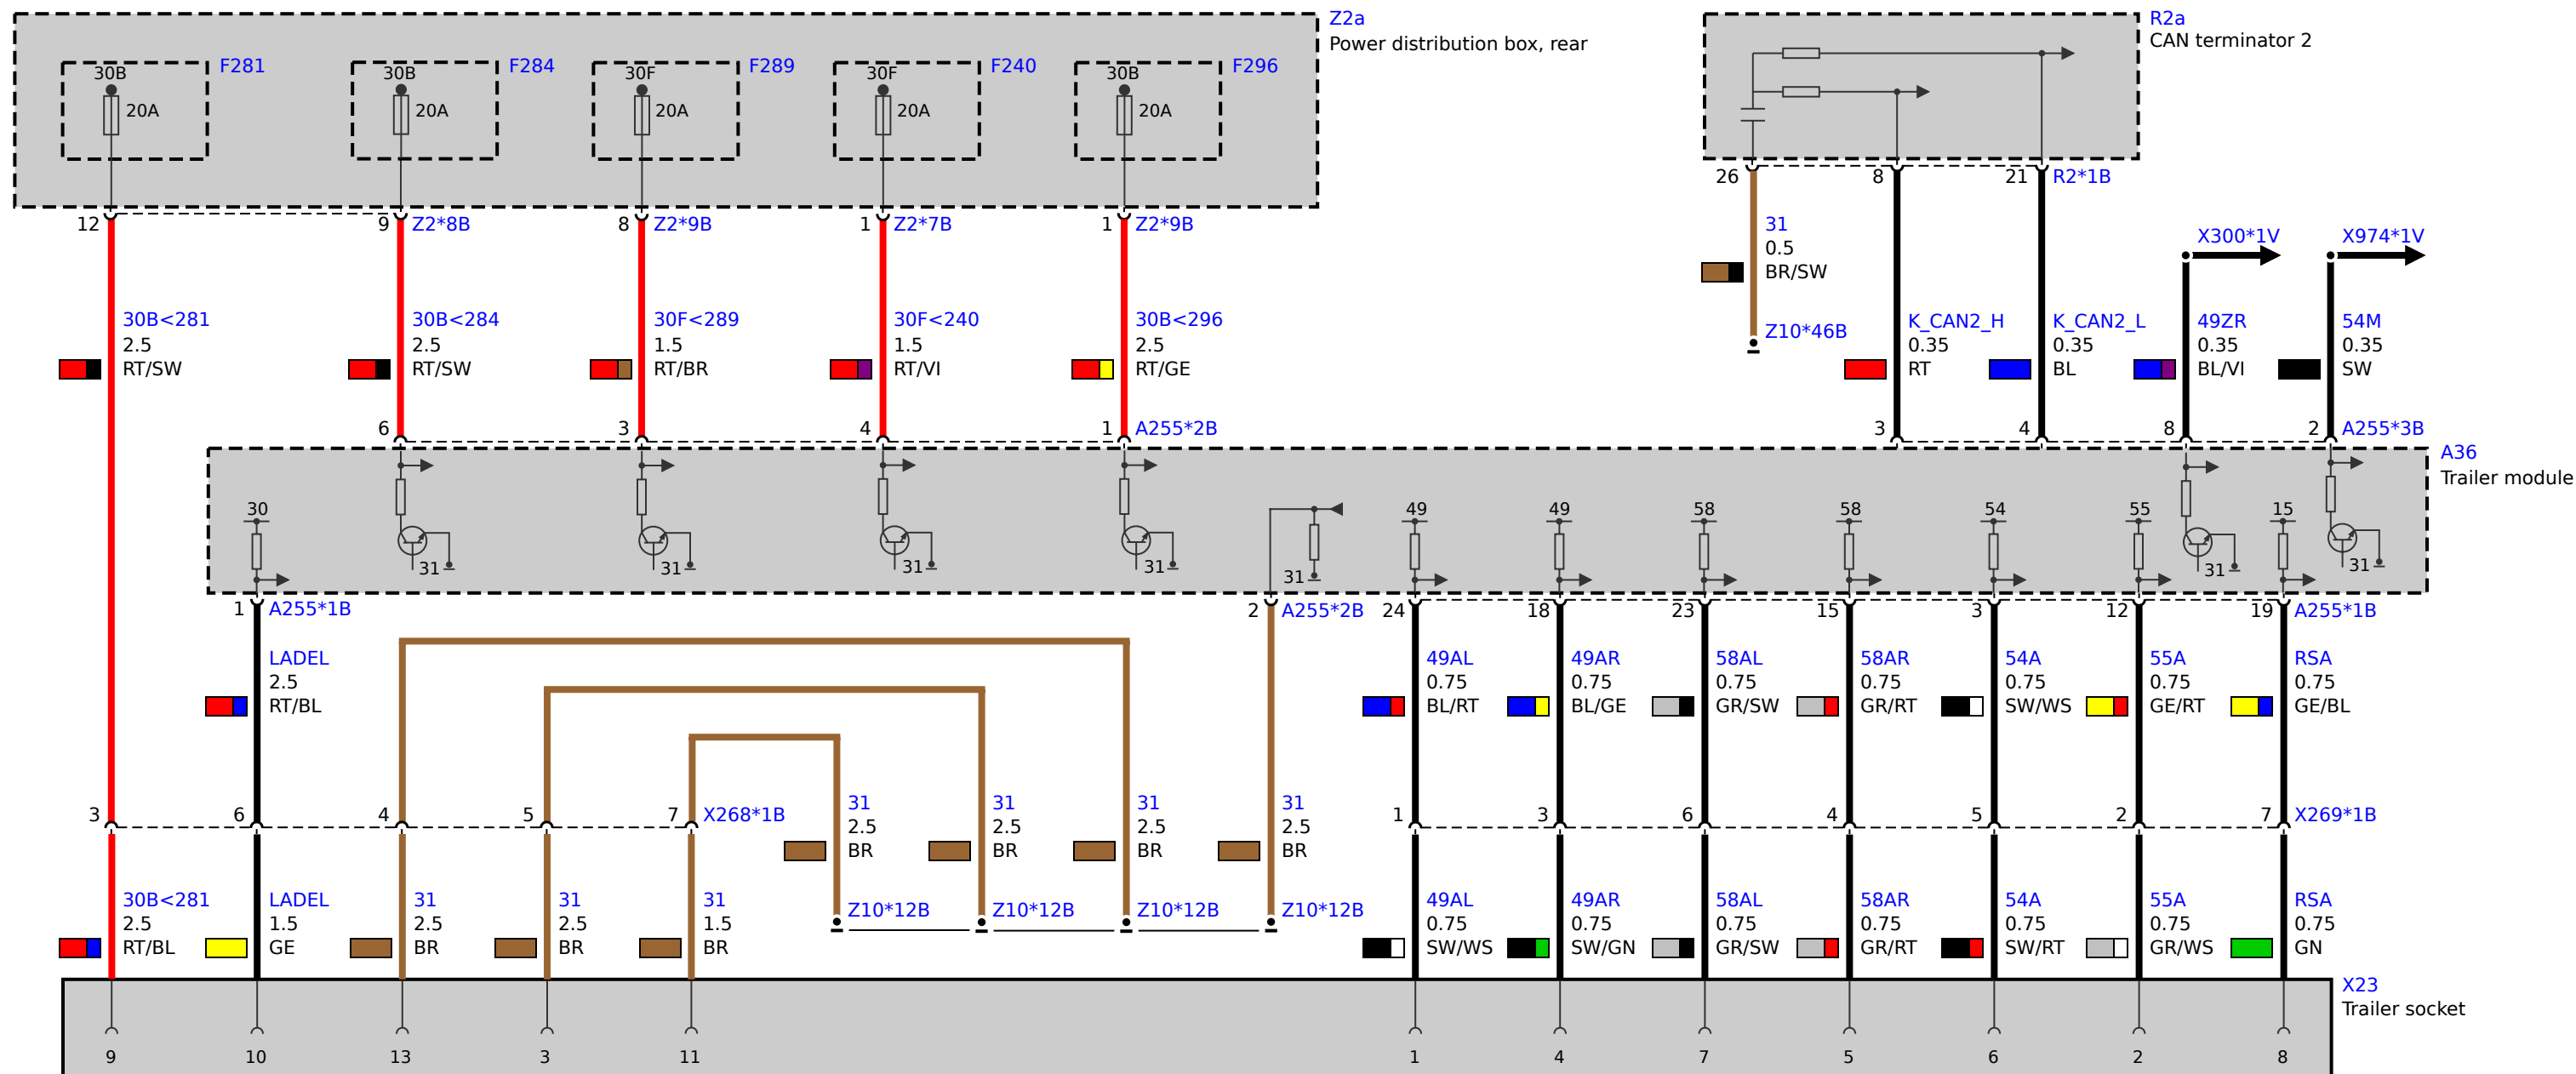 Z2a
Power distribution box, rear
R2a
CAN terminator 2
30B
F281
30B
F284
30F
F289
30F
F240
30B
F296
20A
20A
20A
20A
20A
26
8
21
R2*1B
12
9
Z2*8B
8
Z2*9B
1
Z2*7B
1
Z2*9B
31
0.5
BR/SW
X300*1V
X974*1V
Z10*46B
30B<281
2.5
RT/SW
30B<284
2.5
RT/SW
30F<289
1.5
RT/BR
30F<240
1.5
RT/VI
30B<296
2.5
RT/GE
K_CAN2_H
0.35
RT
K_CAN2_L
0.35
BL
49ZR
0.35
BL/VI
54M
0.35
SW
6
3
4
1
A255*2B
3
4
8
2
A255*3B
A36
Trailer module
30
31
31
31
31
31
49
49
58
58
54
55
31
15
31
1
A255*1B
2
A255*2B
24
18
23
15
3
12
19
A255*1B
LADEL
2.5
RT/BL
49AL
0.75
BL/RT
49AR
0.75
BL/GE
58AL
0.75
GR/SW
58AR
0.75
GR/RT
54A
0.75
SW/WS
55A
0.75
GE/RT
RSA
0.75
GE/BL
3
6
4
5
7
X268*1B
31
2.5
BR
31
2.5
BR
31
2.5
BR
31
2.5
BR
1
3
6
4
5
2
7
X269*1B
30B<281
2.5
RT/BL
LADEL
1.5
GE
31
2.5
BR
31
2.5
BR
31
1.5
BR
Z10*12B
Z10*12B
Z10*12B
Z10*12B
49AL
0.75
SW/WS
49AR
0.75
SW/GN
58AL
0.75
GR/SW
58AR
0.75
GR/RT
54A
0.75
SW/RT
55A
0.75
GR/WS
RSA
0.75
GN
X23
Trailer socket
9
10
13
3
11
1
4
7
5
6
2
8